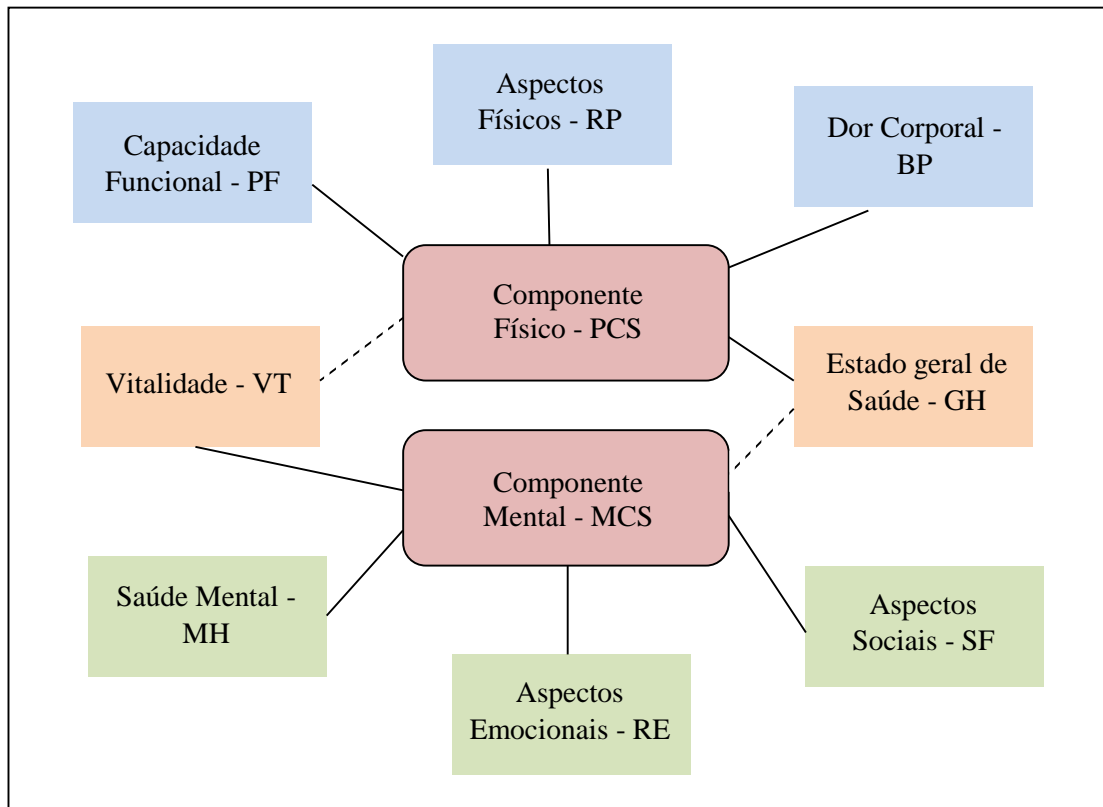 Aspectos
Físicos - RP
Capacidade
Funcional - PF
Dor Corporal -
BP
Componente
Físico - PCS
Vitalidade - VT
Estado geral de
Saúde - GH
Componente
Mental - MCS
Saúde Mental -
MH
Aspectos
Sociais - SF
Aspectos
Emocionais - RE